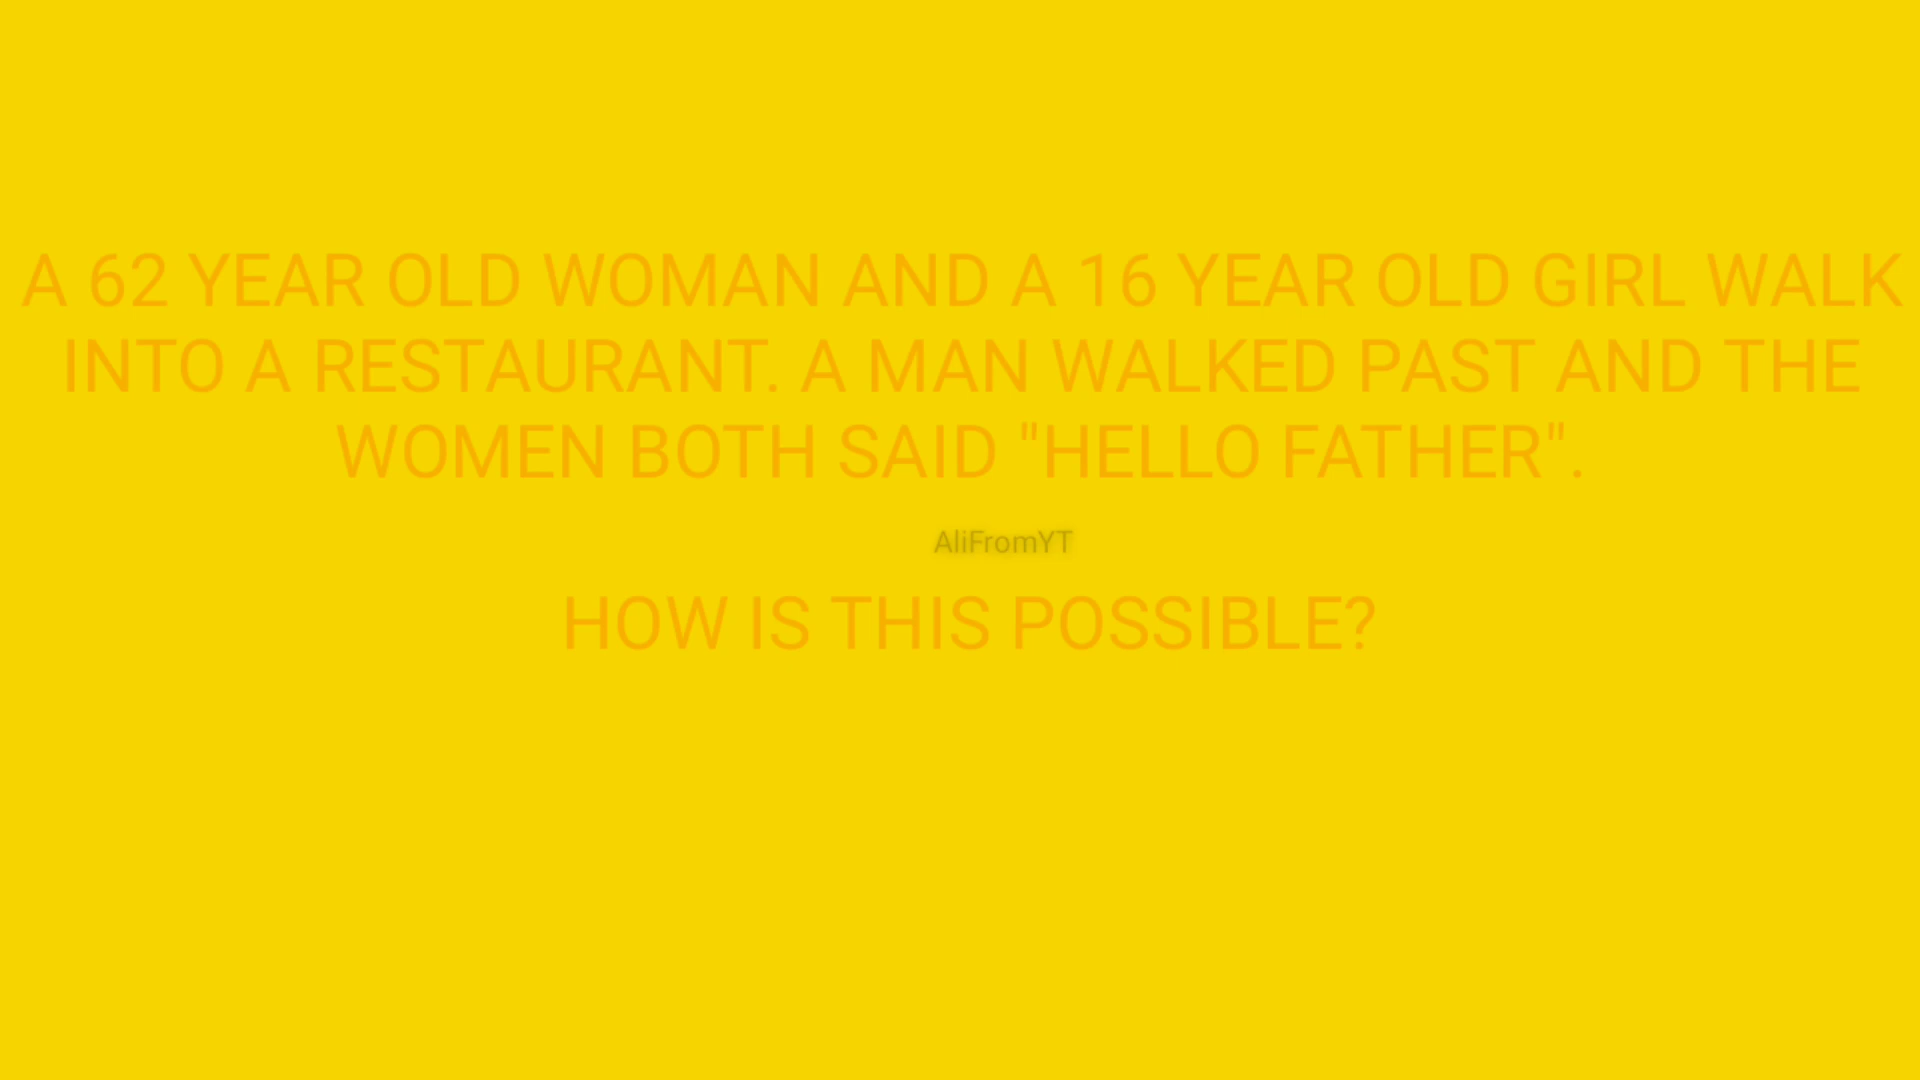 A 62 YEAR OLD WOMAN AND A 16 YEAR OLD GIRL WALK
INTO A RESTAURANT. A MAN WALKED PAST AND THE
WOMEN BOTH SAID "HELLO FATHER".
AliFromYT
HOW IS THIS POSSIBLE?